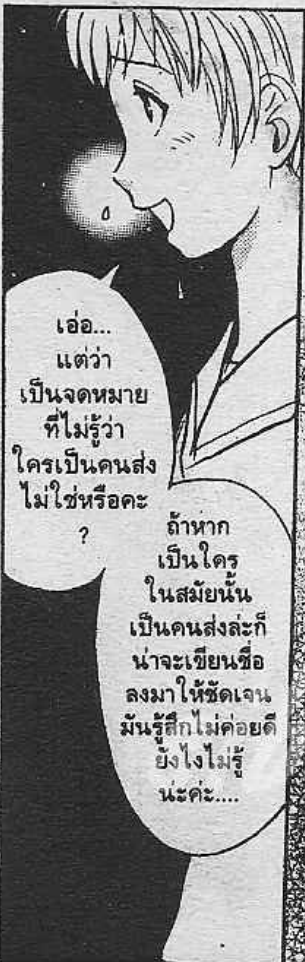 เอ่อ...
แต่ว่า
เป็นจดหมาย
ที่ไม่รู้ว่า
ใครเป็นคนส่ง
ไม่ใช่หรือคะ
?
ถ้าหาก
เป็นใคร
ในสมัยนั้น
เป็นคนส่งล่ะก็
น่าจะเขียนชื่อ
ลงมาให้ชัดเจน
มันรู้สึกไม่ค่อยดี
ยังไงไม่รู้
น่ะค่ะ....